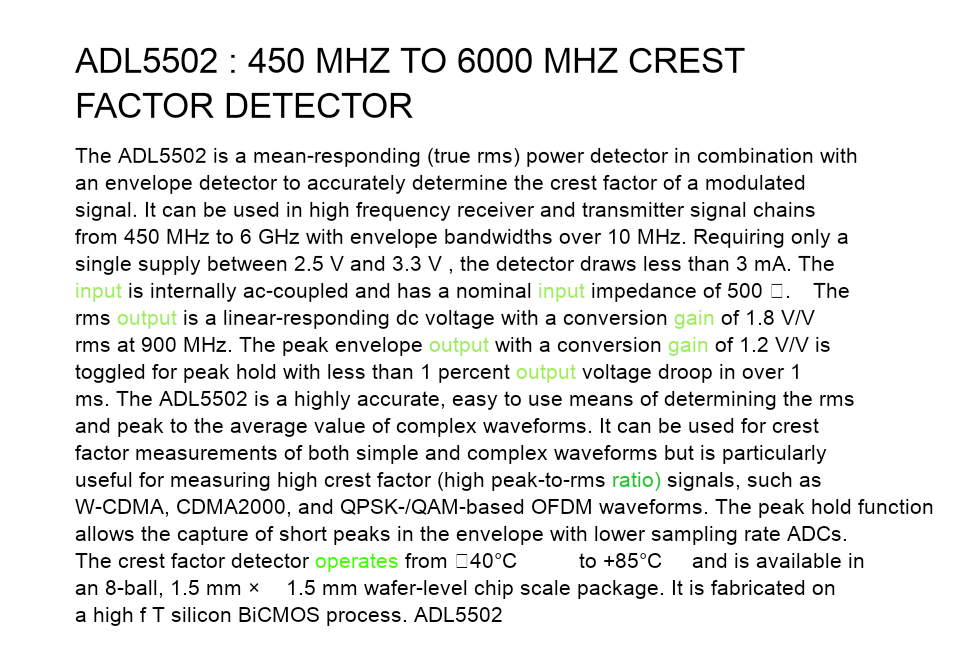 ADL5502 : 450 MHZ TO 6000 MHZ CREST
FACTOR DETECTOR
The ADL5502 is a mean-responding (true rms) power detector in combination with
an envelope detector to accurately determine the crest factor of a modulated
signal. It can be used in high frequency receiver and transmitter signal chains
from 450 MHz to 6 GHz with envelope bandwidths over 10 MHz. Requiring only a
single supply between 2.5 V and 3.3 V , the detector draws less than 3 mA. The
input is internally ac-coupled and has a nominal input impedance of 500 □. The
rms output is a linear-responding dc voltage with a conversion gain of 1.8 V/V
rms at 900 MHz. The peak envelope output with a conversion gain of 1.2 V/V is
toggled for peak hold with less than 1 percent output voltage droop in over 1
ms. The ADL5502 is a highly accurate, easy to use means of determining the rms
and peak to the average value of complex waveforms. It can be used for crest
factor measurements of both simple and complex waveforms but is particularly
useful for measuring high crest factor (high peak-to-rms ratio) signals, such as
W-CDMA, CDMA2000, and QPSK-/QAM-based OFDM waveforms. The peak hold function
allows the capture of short peaks in the envelope with lower sampling rate ADCs.
The crest factor detector operates from □40°C to +85°C and is available in
an 8-ball, 1.5 mm × 1.5 mm wafer-level chip scale package. It is fabricated on
a high f T silicon BiCMOS process. ADL5502